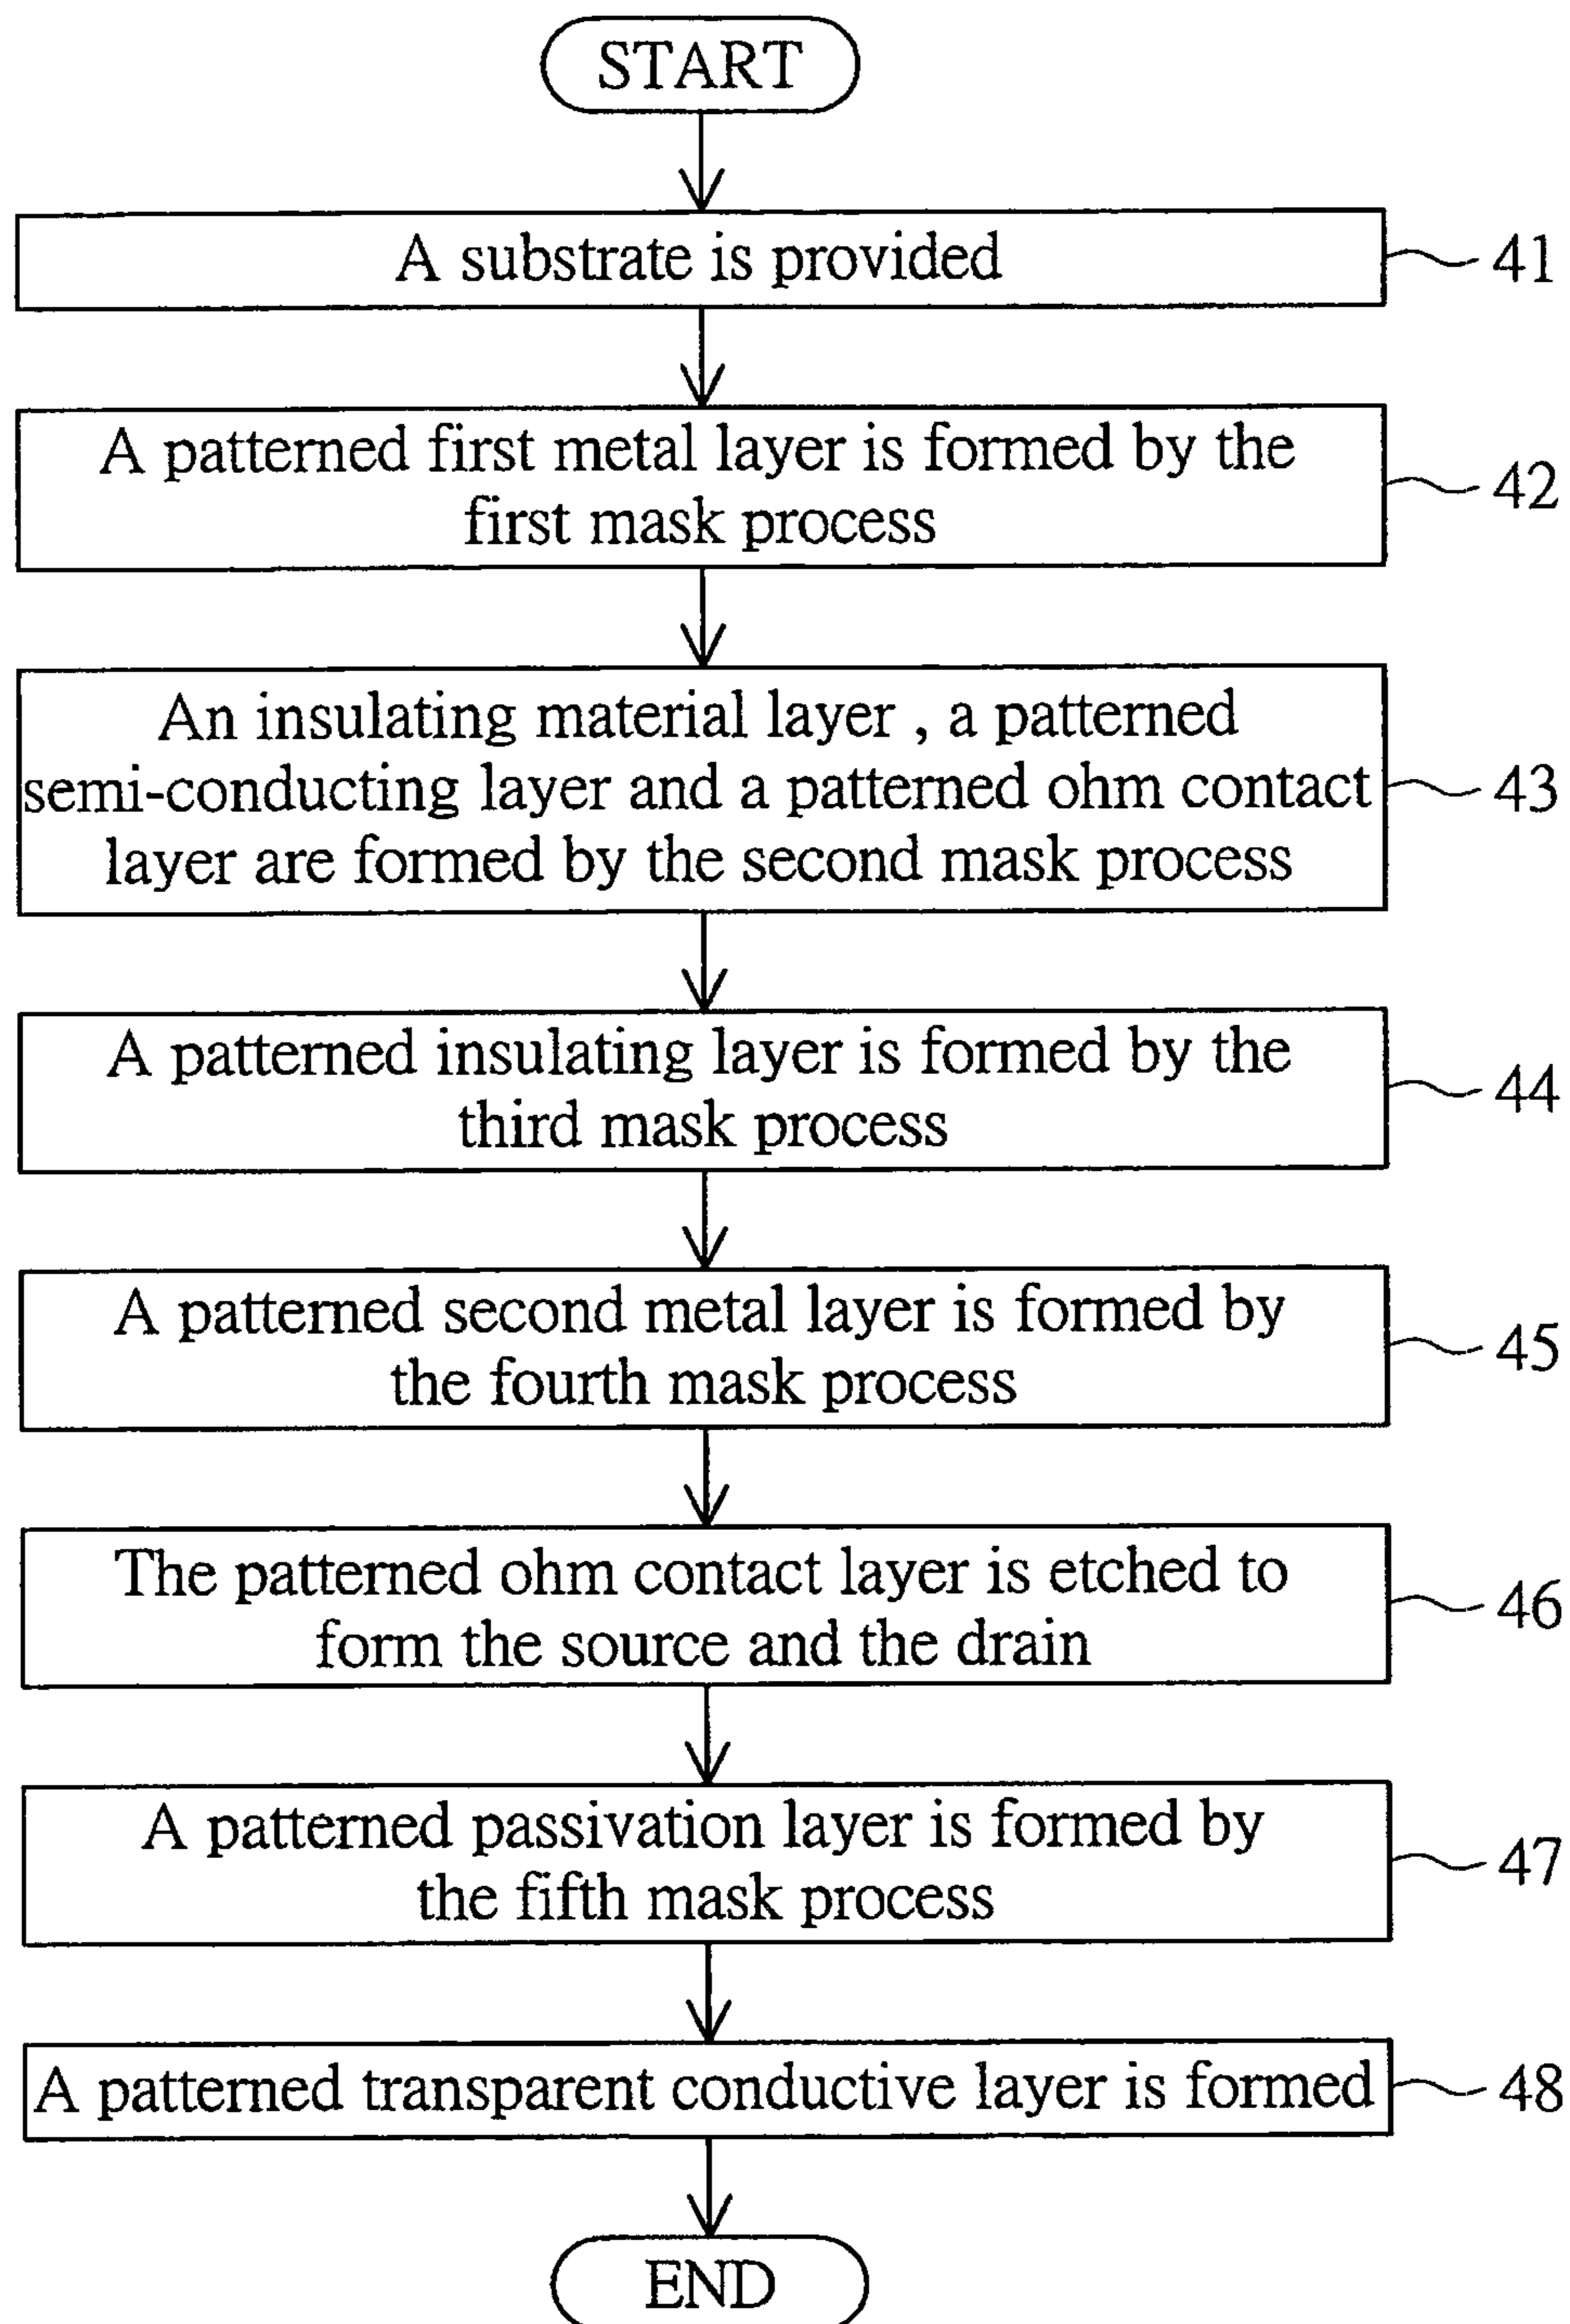 START
A substrate is provided
41
A patterned first metal layer is formed by the
first mask process
42
An insulating material layer , a patterned
semi-conducting layer and a patterned ohm contact
layer are formed by the second mask process
43
A patterned insulating layer is formed by the
third mask process
44
A patterned second metal layer is formed by
the fourth mask process
45
The patterned ohm contact layer is etched to
form the source and the drain
46
A patterned passivation layer is formed by
the fifth mask process
47
A patterned transparent conductive layer is formed
48
END